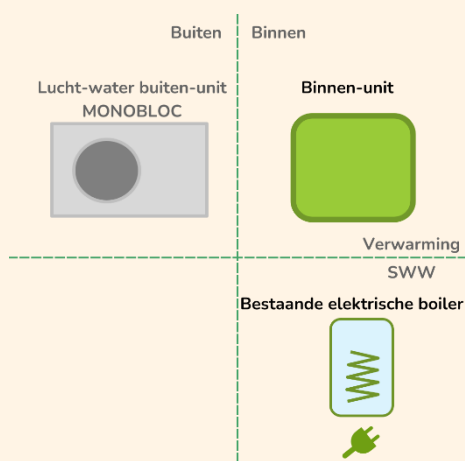 Buiten
Binnen
Lucht-water buiten-unit
MONOBLOC
Binnen-unit
Verwarming
SWW
Bestaande elektrische boiler